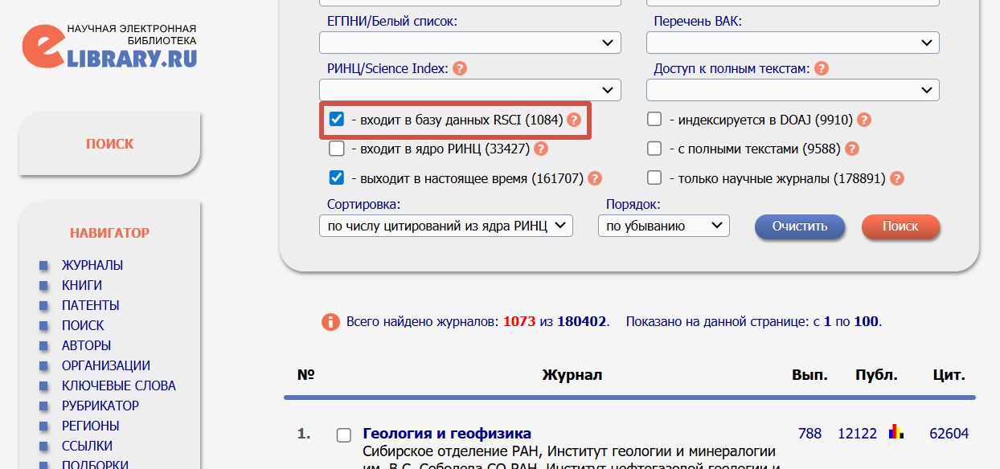 НАУЧНАЯ ЭЛЕКТРОННАЯ
БИБЛИОТЕКА
eLIBRARY.RU
ПОИСК
НАВИГАТОР
ЖУРНАЛЫ
КНИГИ
ПАТЕНТЫ
ПОИСК
АВТОРЫ
ОРГАНИЗАЦИИ
КЛЮЧЕВЫЕ СЛОВА
РУБРИКАТОР
РЕГИОНЫ
ССЫЛКИ
ПОДБОРКИ
ЕГПНИ/Белый список: Перечень ВАК:
РИНЦ/Science Index: ? Доступ к полным текстам: ?
- входит в базу данных RSCI (1084) ? - индексируется в DOAJ (9910) ?
- входит в ядро РИНЦ (33427) ? - с полными текстами (9588) ?
- выходит в настоящее время (161707) ? - только научные журналы (178891) ?
Сортировка: Порядок:
по числу цитирований из ядра РИНЦ по убыванию Очистить Поиск
Всего найдено журналов: 1073 из 180402. Показано на данной странице: с 1 по 100.
№ Журнал Вып. Публ. Цит.
1. Геология и геофизика 788 12122 62604
Сибирское отделение РАН, Институт геологии и минералогии
им. В.С. Соболева СО РАН, Институт нефтегазовой геологии и